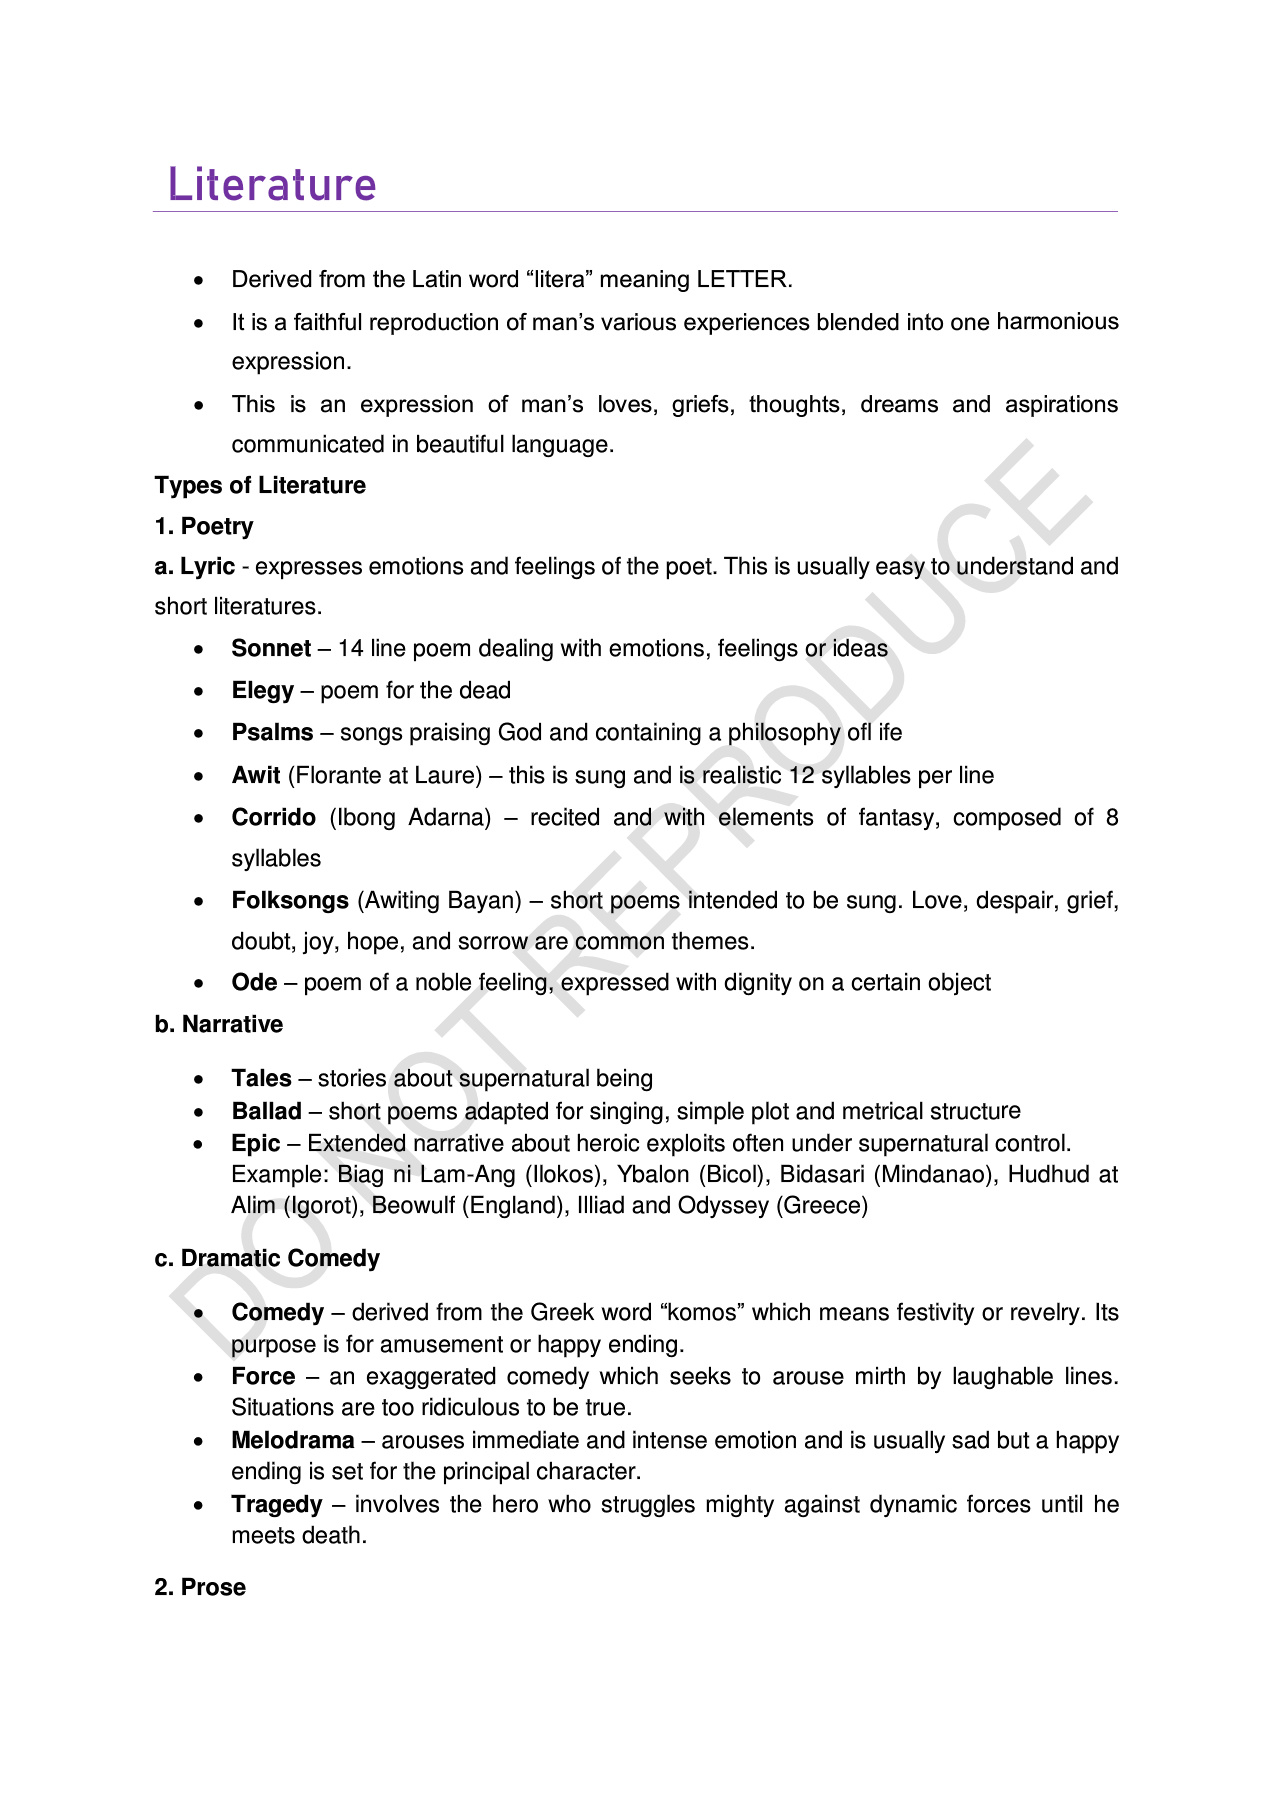 Literature
• Derived from the Latin word “litera” meaning LETTER.
• It is a faithful reproduction of man’s various experiences blended into one harmonious
expression.
• This is an expression of man’s loves, griefs, thoughts, dreams and aspirations
communicated in beautiful language.
Types of Literature
1. Poetry
a. Lyric - expresses emotions and feelings of the poet. This is usually easy to understand and
short literatures.
• Sonnet – 14 line poem dealing with emotions, feelings or ideas
• Elegy – poem for the dead
• Psalms – songs praising God and containing a philosophy ofl ife
• Awit (Florante at Laure) – this is sung and is realistic 12 syllables per line
• Corrido (Ibong Adarna) – recited and with elements of fantasy, composed of 8
syllables
• Folksongs (Awiting Bayan) – short poems intended to be sung. Love, despair, grief,
doubt, joy, hope, and sorrow are common themes.
• Ode – poem of a noble feeling, expressed with dignity on a certain object
b. Narrative
• Tales – stories about supernatural being
• Ballad – short poems adapted for singing, simple plot and metrical structure
• Epic – Extended narrative about heroic exploits often under supernatural control.
Example: Biag ni Lam-Ang (Ilokos), Ybalon (Bicol), Bidasari (Mindanao), Hudhud at
Alim (Igorot), Beowulf (England), Illiad and Odyssey (Greece)
c. Dramatic Comedy
• Comedy – derived from the Greek word “komos” which means festivity or revelry. Its
purpose is for amusement or happy ending.
• Force – an exaggerated comedy which seeks to arouse mirth by laughable lines.
Situations are too ridiculous to be true.
• Melodrama – arouses immediate and intense emotion and is usually sad but a happy
ending is set for the principal character.
• Tragedy – involves the hero who struggles mighty against dynamic forces until he
meets death.
2. Prose
DO NOT REPRODUCE